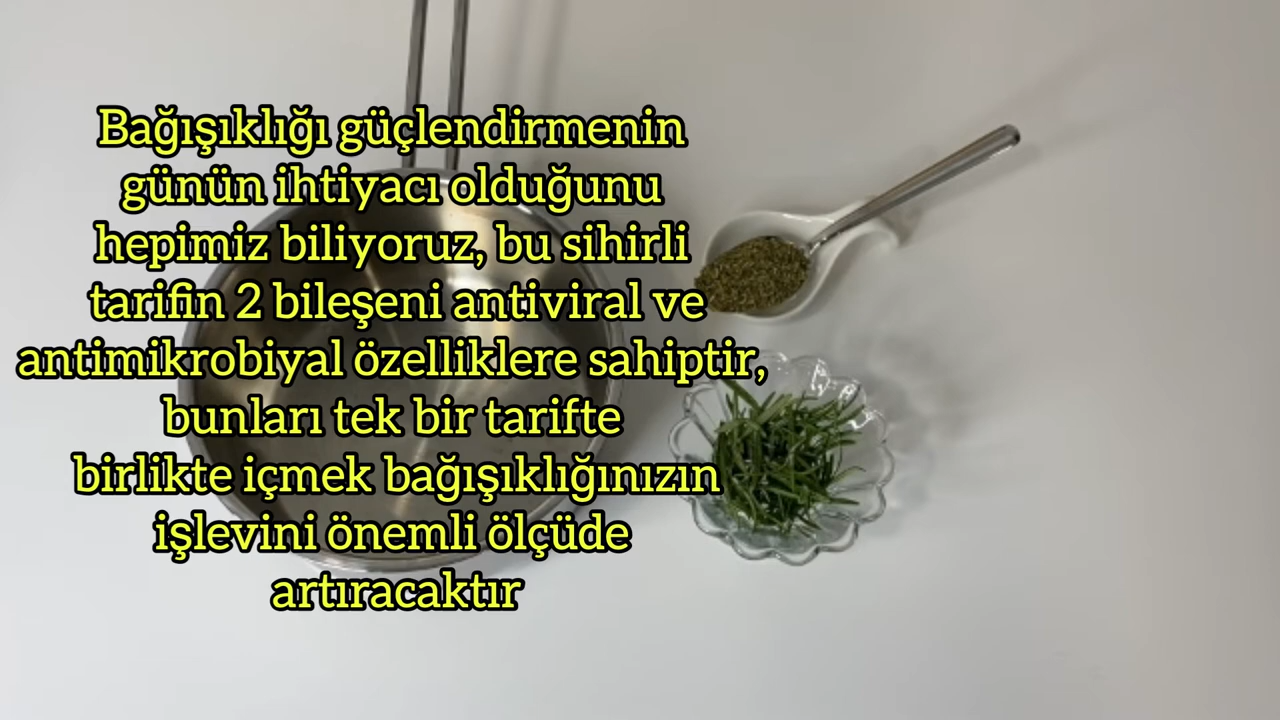 Bağışıklığı güçlendirmenin
günün ihtiyacı olduğunu
hepimiz biliyoruz, bu sihirli
tarifin 2 bileşeni antiviral ve
antimikrobiyal özelliklere sahiptir,
bunları tek bir tarifte
birlikte içmek bağışıklığınızın
işlevini önemli ölçüde
artıracaktır